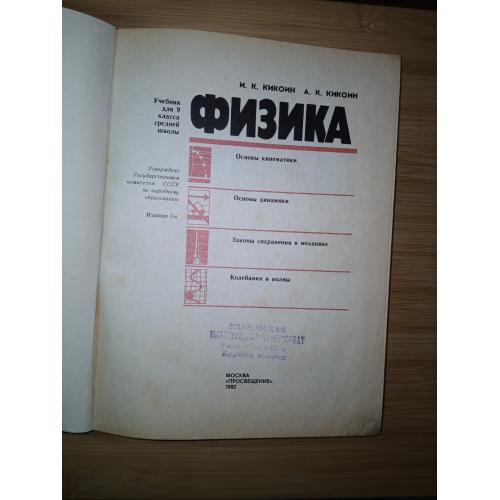 И. К. КИКОИН А. К. КИКОИН
ФИЗИКА
Учебник
для 9
класса
средней
школы
Утверждено
Государственным
комитетом СССР
по народному
образованию
Издание 2-е
Основы кинематики
Основы динамики
Законы сохранения в механике
Колебания и волны
ИВАНОВСКАЯ
МОСКВА
«ПРОСВЕЩЕНИЕ»
1992